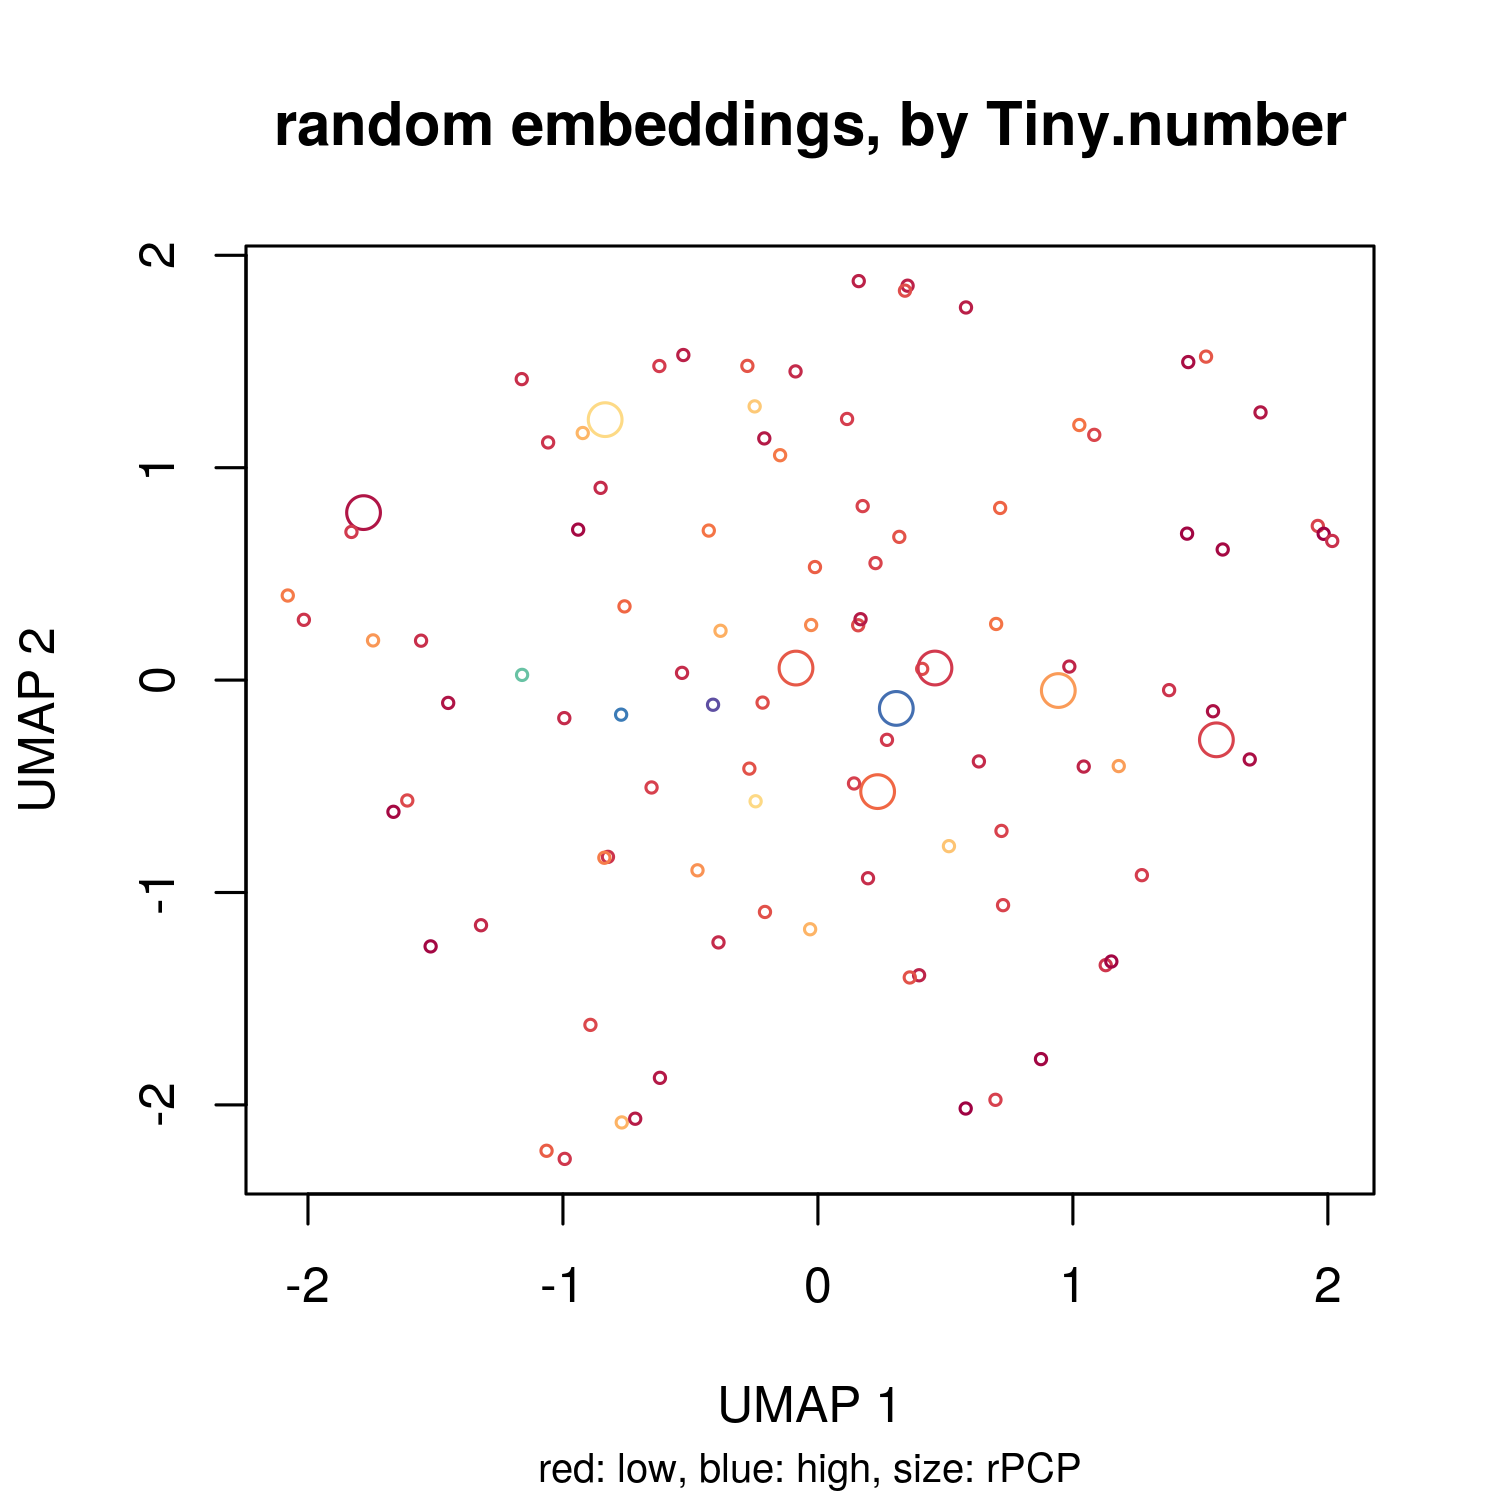 random embeddings, by Tiny.number
2
1
0
-1
-2
UMAP 2
-2 -1 0 1 2
UMAP 1
red: low, blue: high, size: rPCP